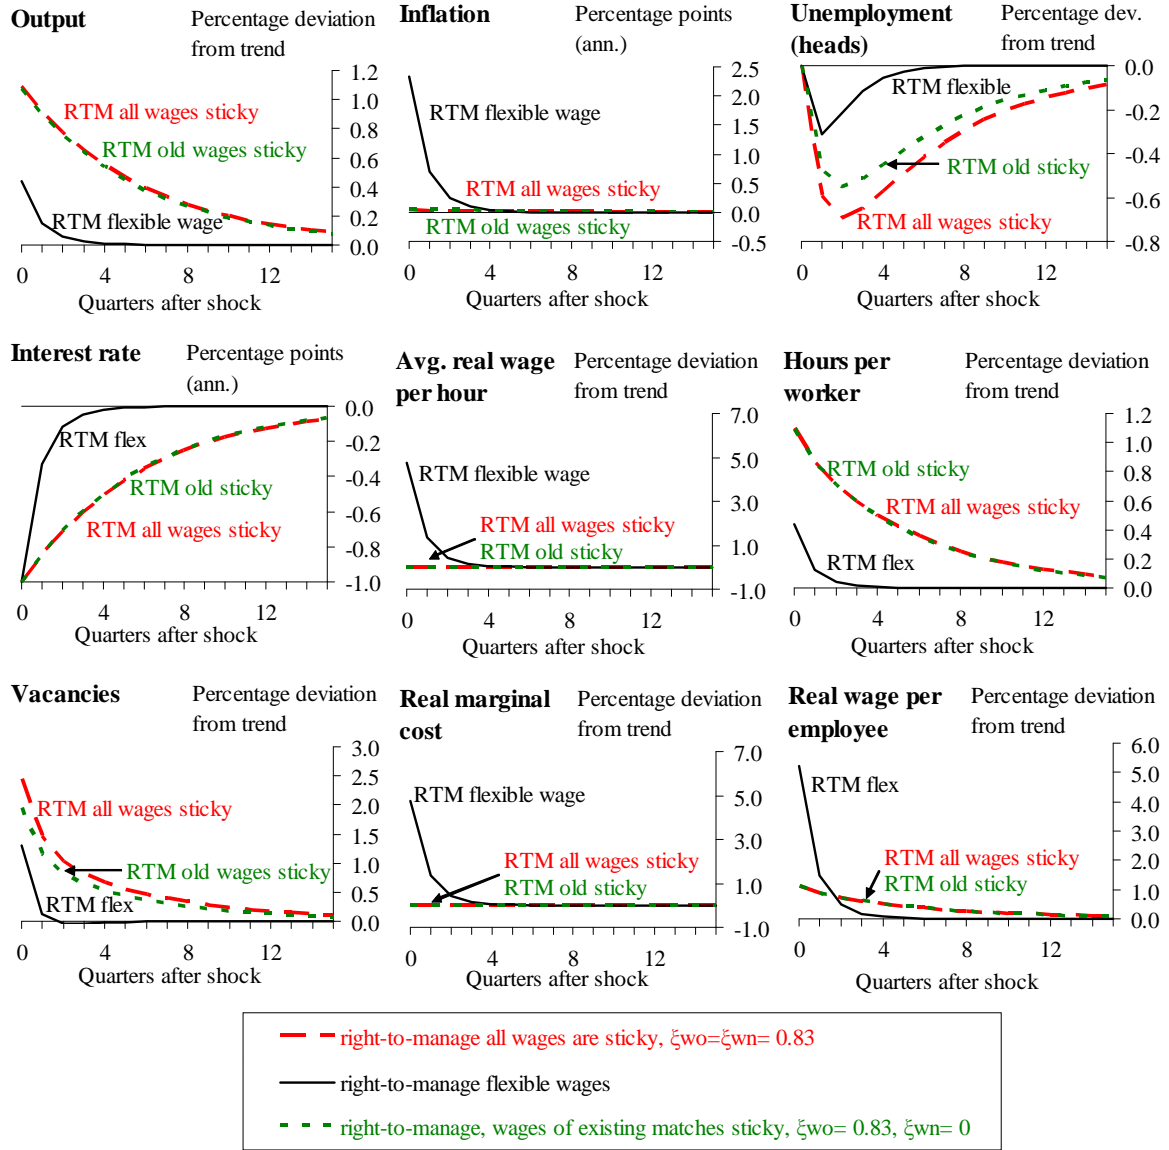 Output
Percentage deviation
from trend
1.2
1.0
0.8
0.6
0.4
0.2
0.0
RTM all wages sticky
RTM old wages sticky
RTM flexible wage
0 4 8 12
Quarters after shock
Inflation
Percentage points
(ann.)
2.5
2.0
1.5
1.0
0.5
0.0
-0.5
RTM flexible wage
RTM all wages sticky
RTM old wages sticky
0 4 8 12
Quarters after shock
Unemployment
(heads)
Percentage dev.
from trend
0.0
-0.2
-0.4
-0.6
-0.8
RTM flexible
RTM old sticky
RTM all wages sticky
0 4 8 12
Quarters after shock
Interest rate
Percentage points
(ann.)
0.0
-0.2
-0.4
-0.6
-0.8
-1.0
RTM flex
RTM old sticky
RTM all wages sticky
0 4 8 12
Quarters after shock
Avg. real wage
per hour
Percentage deviation
from trend
7.0
5.0
3.0
1.0
-1.0
RTM flexible wage
RTM all wages sticky
RTM old sticky
0 4 8 12
Quarters after shock
Hours per
worker
Percentage deviation
from trend
1.2
1.0
0.8
0.6
0.4
0.2
0.0
RTM old sticky
RTM all wages sticky
RTM flex
0 4 8 12
Quarters after shock
Vacancies
Percentage deviation
from trend
3.0
2.5
2.0
1.5
1.0
0.5
0.0
RTM all wages sticky
RTM old wages sticky
RTM flex
0 4 8 12
Quarters after shock
Real marginal
cost
Percentage deviation
from trend
7.0
5.0
3.0
1.0
-1.0
RTM flexible wage
RTM all wages sticky
RTM old sticky
0 4 8 12
Quarters after shock
Real wage per
employee
Percentage deviation
from trend
6.0
5.0
4.0
3.0
2.0
1.0
0.0
RTM flex
RTM all wages sticky
RTM old sticky
0 4 8 12
Quarters after shock
right-to-manage all wages are sticky, ξwo=ξwn= 0.83
right-to-manage flexible wages
right-to-manage, wages of existing matches sticky, ξwo= 0.83, ξwn= 0